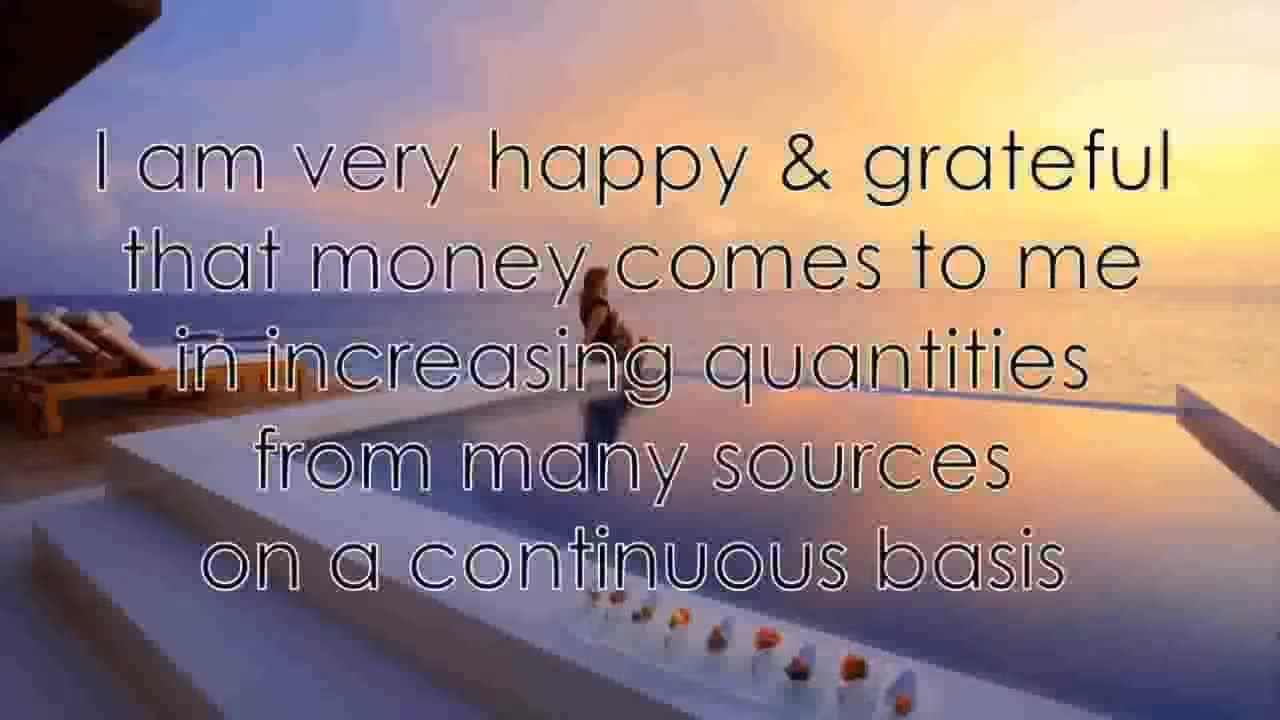 I am very happy & grateful
that money comes to me
in increasing quantities
from many sources
on a continuous basis